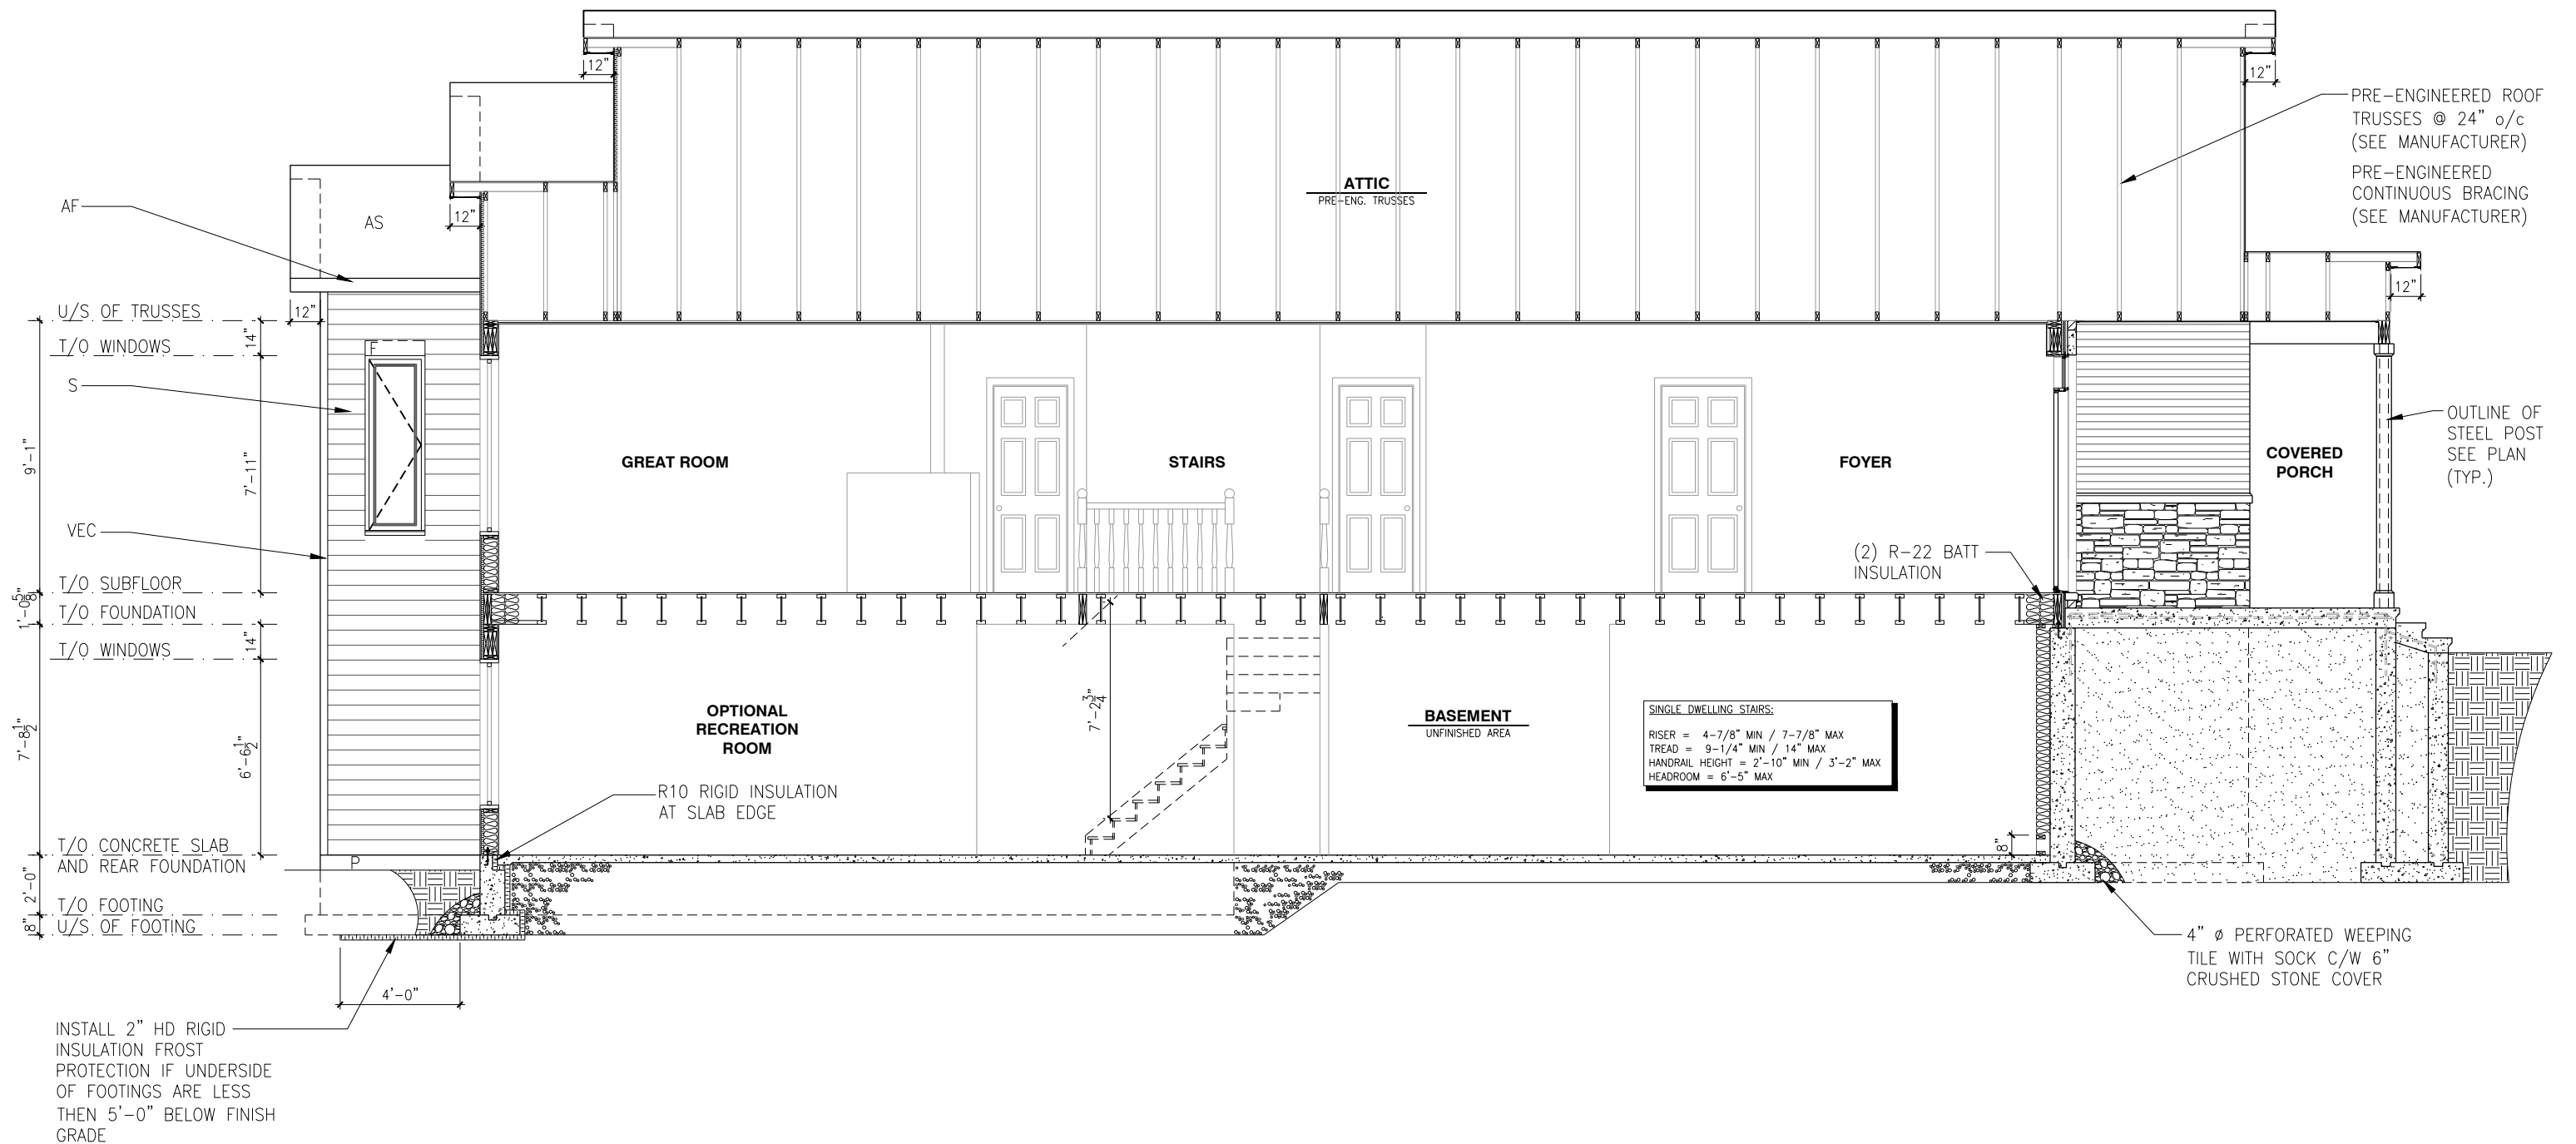 12”
12”
PRE-ENGINEERED ROOF
TRUSSES @ 24” o/c
(SEE MANUFACTURER)
PRE-ENGINEERED
CONTINUOUS BRACING
(SEE MANUFACTURER)
ATTIC
PRE-ENG. TRUSSES
AF
AS
12”
12”
12”
U/S OF TRUSSES
14”
T/O WINDOWS
F
S
9’-1”
7’-11”
GREAT ROOM
STAIRS
FOYER
COVERED
PORCH
OUTLINE OF
STEEL POST
SEE PLAN
(TYP.)
VEC
(2) R-22 BATT
INSULATION
T/O SUBFLOOR
1’-0 5/8”
T/O FOUNDATION
14”
T/O WINDOWS
7’-8 1/2”
6’-6 1/2”
7’-2 3/4”
OPTIONAL
RECREATION
ROOM
BASEMENT
UNFINISHED AREA
SINGLE DWELLING STAIRS:
RISER = 4-7/8” MIN / 7-7/8” MAX
TREAD = 9-1/4” MIN / 14” MAX
HANDRAIL HEIGHT = 2’-10” MIN / 3’-2” MAX
HEADROOM = 6’-5” MAX
R10 RIGID INSULATION
AT SLAB EDGE
8”
T/O CONCRETE SLAB
AND REAR FOUNDATION
P
2’-0”
T/O FOOTING
8”
U/S OF FOOTING
4’-0”
4” ø PERFORATED WEEPING
TILE WITH SOCK C/W 6”
CRUSHED STONE COVER
INSTALL 2” HD RIGID
INSULATION FROST
PROTECTION IF UNDERSIDE
OF FOOTINGS ARE LESS
THEN 5’-0” BELOW FINISH
GRADE